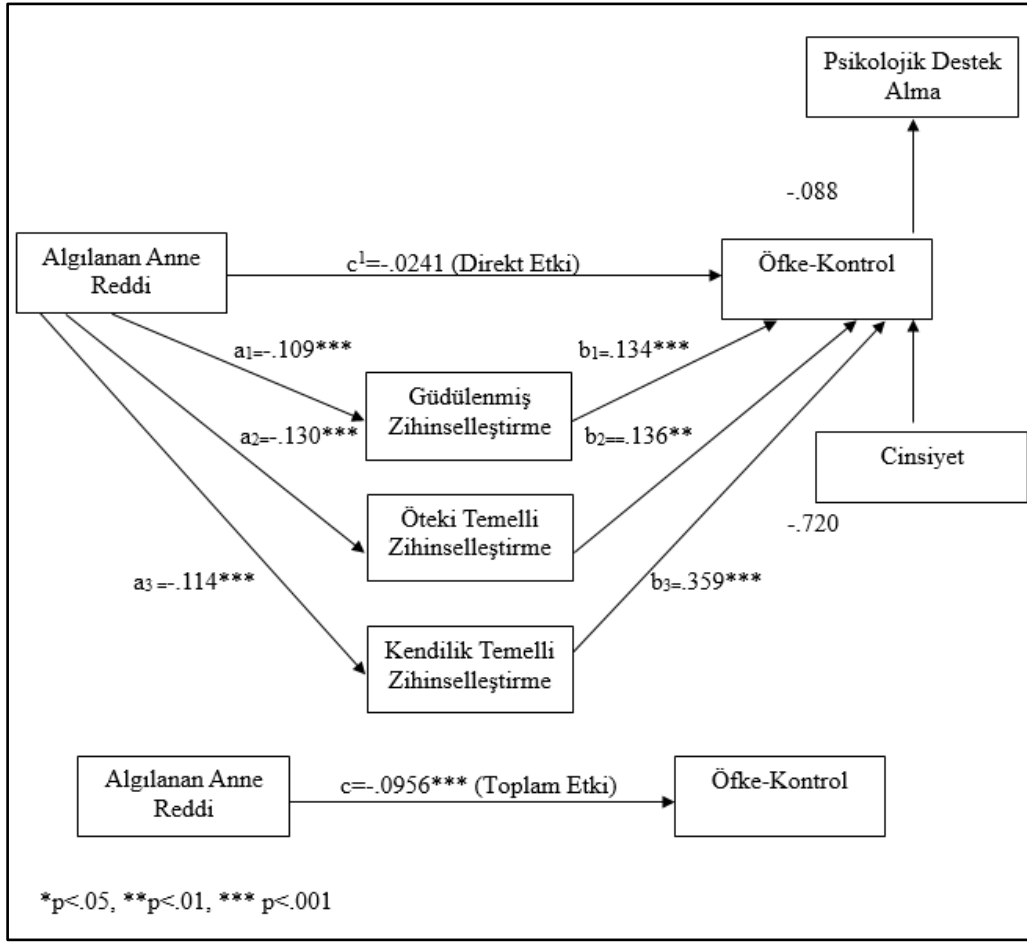 Psikolojik Destek
Alma
-.088
Algılanan Anne
Reddi
c¹=-.0241 (Direkt Etki)
Öfke-Kontrol
a₁=-.109***
b₁=.134***
Güdülenmiş
Zihinselleştirme
a₂=-.130***
b₂==.136**
Cinsiyet
Öteki Temelli
Zihinselleştirme
-.720
a₃ =-.114***
b₃=.359***
Kendilik Temelli
Zihinselleştirme
Algılanan Anne
Reddi
c=-.0956*** (Toplam Etki)
Öfke-Kontrol
*p<.05, **p<.01, *** p<.001